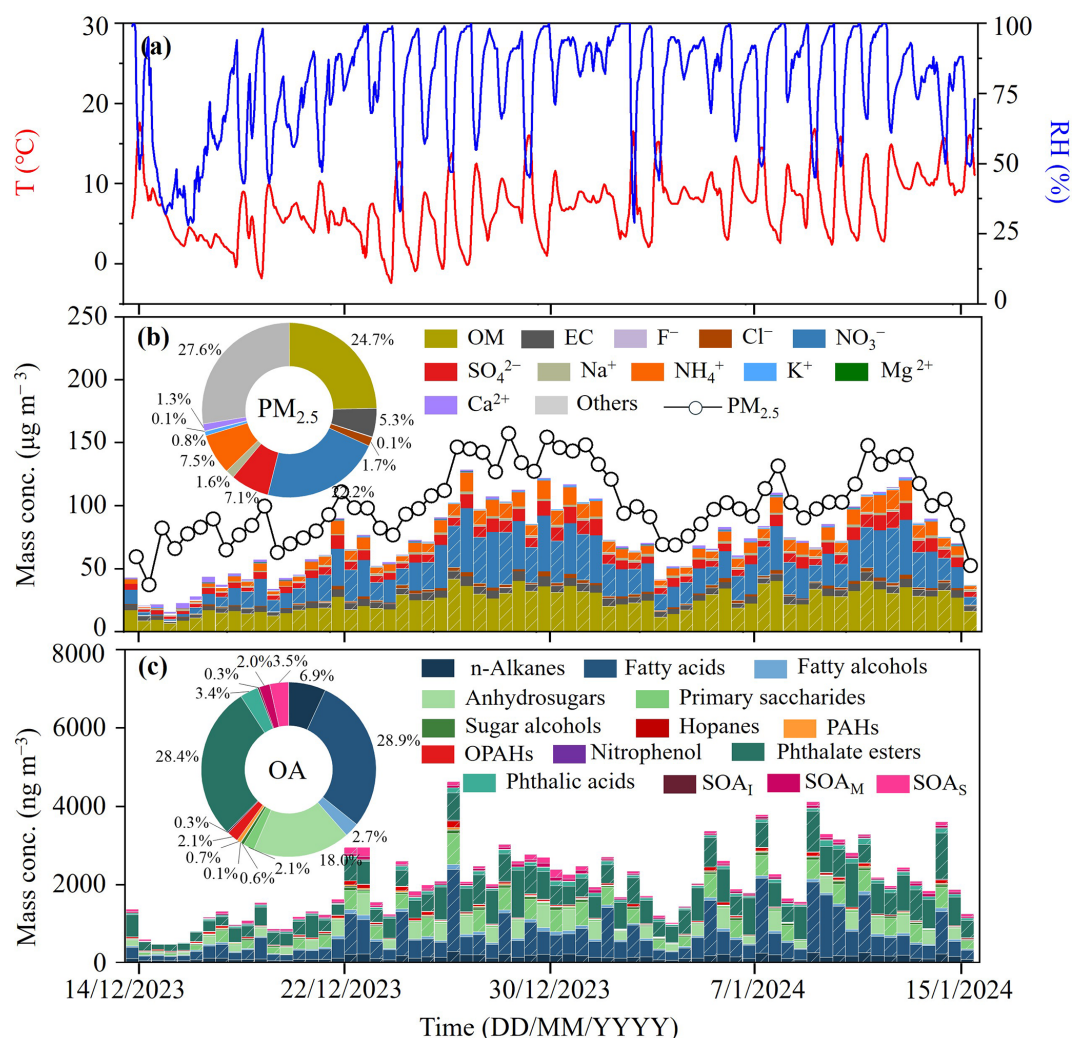 (a)
30
20
10
0
T (℃)
100
75
50
25
0
RH (%)
(b)
250
200
150
100
50
0
Mass conc. (μg m⁻³)
OM EC F⁻ Cl⁻ NO₃⁻
SO₄²⁻ Na⁺ NH₄⁺ K⁺ Mg²⁺
Ca²⁺ Others PM₂.₅
PM₂.₅
24.7%
5.3%
0.1%
1.7%
22.2%
7.1%
1.6%
7.5%
0.8%
0.1%
1.3%
27.6%
(c)
8000
6000
4000
2000
0
Mass conc. (ng m⁻³)
n-Alkanes Fatty acids Fatty alcohols
Anhydrosugars Primary saccharides
Sugar alcohols Hopanes PAHs
OPAHs Nitrophenol Phthalate esters
Phthalic acids SOA_I SOA_M SOA_S
OA
6.9%
28.9%
2.7%
18.0%
2.1%
0.6%
0.1%
0.7%
2.1%
0.3%
28.4%
3.4%
0.3%
2.0%
3.5%
14/12/2023 22/12/2023 30/12/2023 7/1/2024 15/1/2024
Time (DD/MM/YYYY)